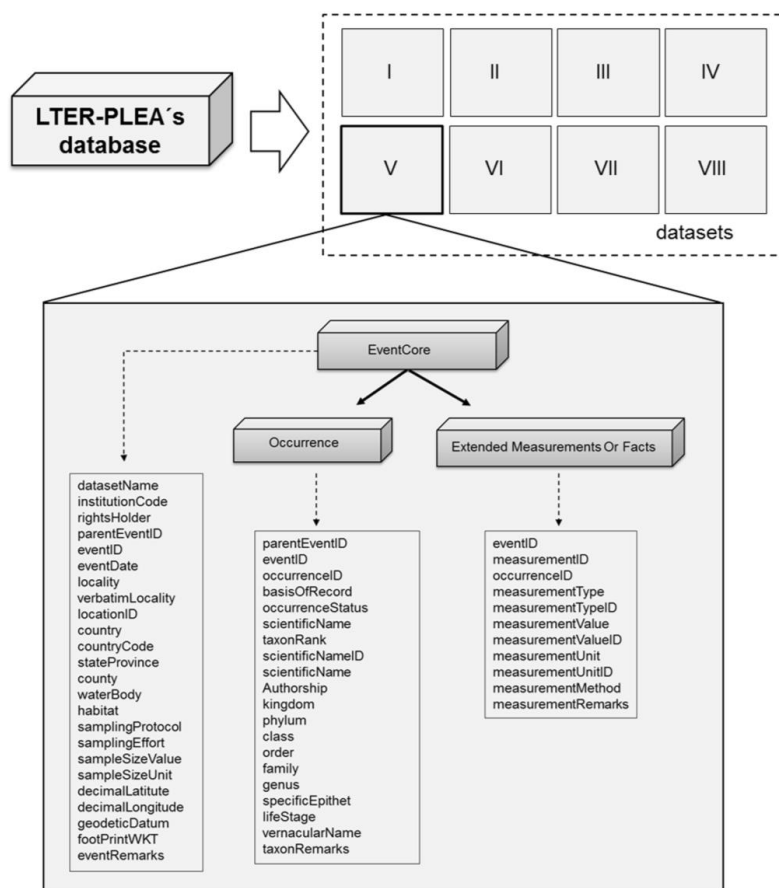 LTER-PLEA´s
database
I
II
III
IV
V
VI
VII
VIII
datasets
EventCore
Occurrence
Extended Measurements Or Facts
datasetName
institutionCode
rightsHolder
parentEventID
eventID
eventDate
locality
verbatimLocality
locationID
country
countryCode
stateProvince
county
waterBody
habitat
samplingProtocol
samplingEffort
sampleSizeValue
sampleSizeUnit
decimalLatitute
decimalLongitude
geodeticDatum
footPrintWKT
eventRemarks
parentEventID
eventID
occurrenceID
basisOfRecord
occurrenceStatus
scientificName
taxonRank
scientificNameID
scientificName
Authorship
kingdom
phylum
class
order
family
genus
specificEpithet
lifeStage
vernacularName
taxonRemarks
eventID
measurementID
occurrenceID
measurementType
measurementTypeID
measurementValue
measurementValueID
measurementUnit
measurementUnitID
measurementMethod
measurementRemarks